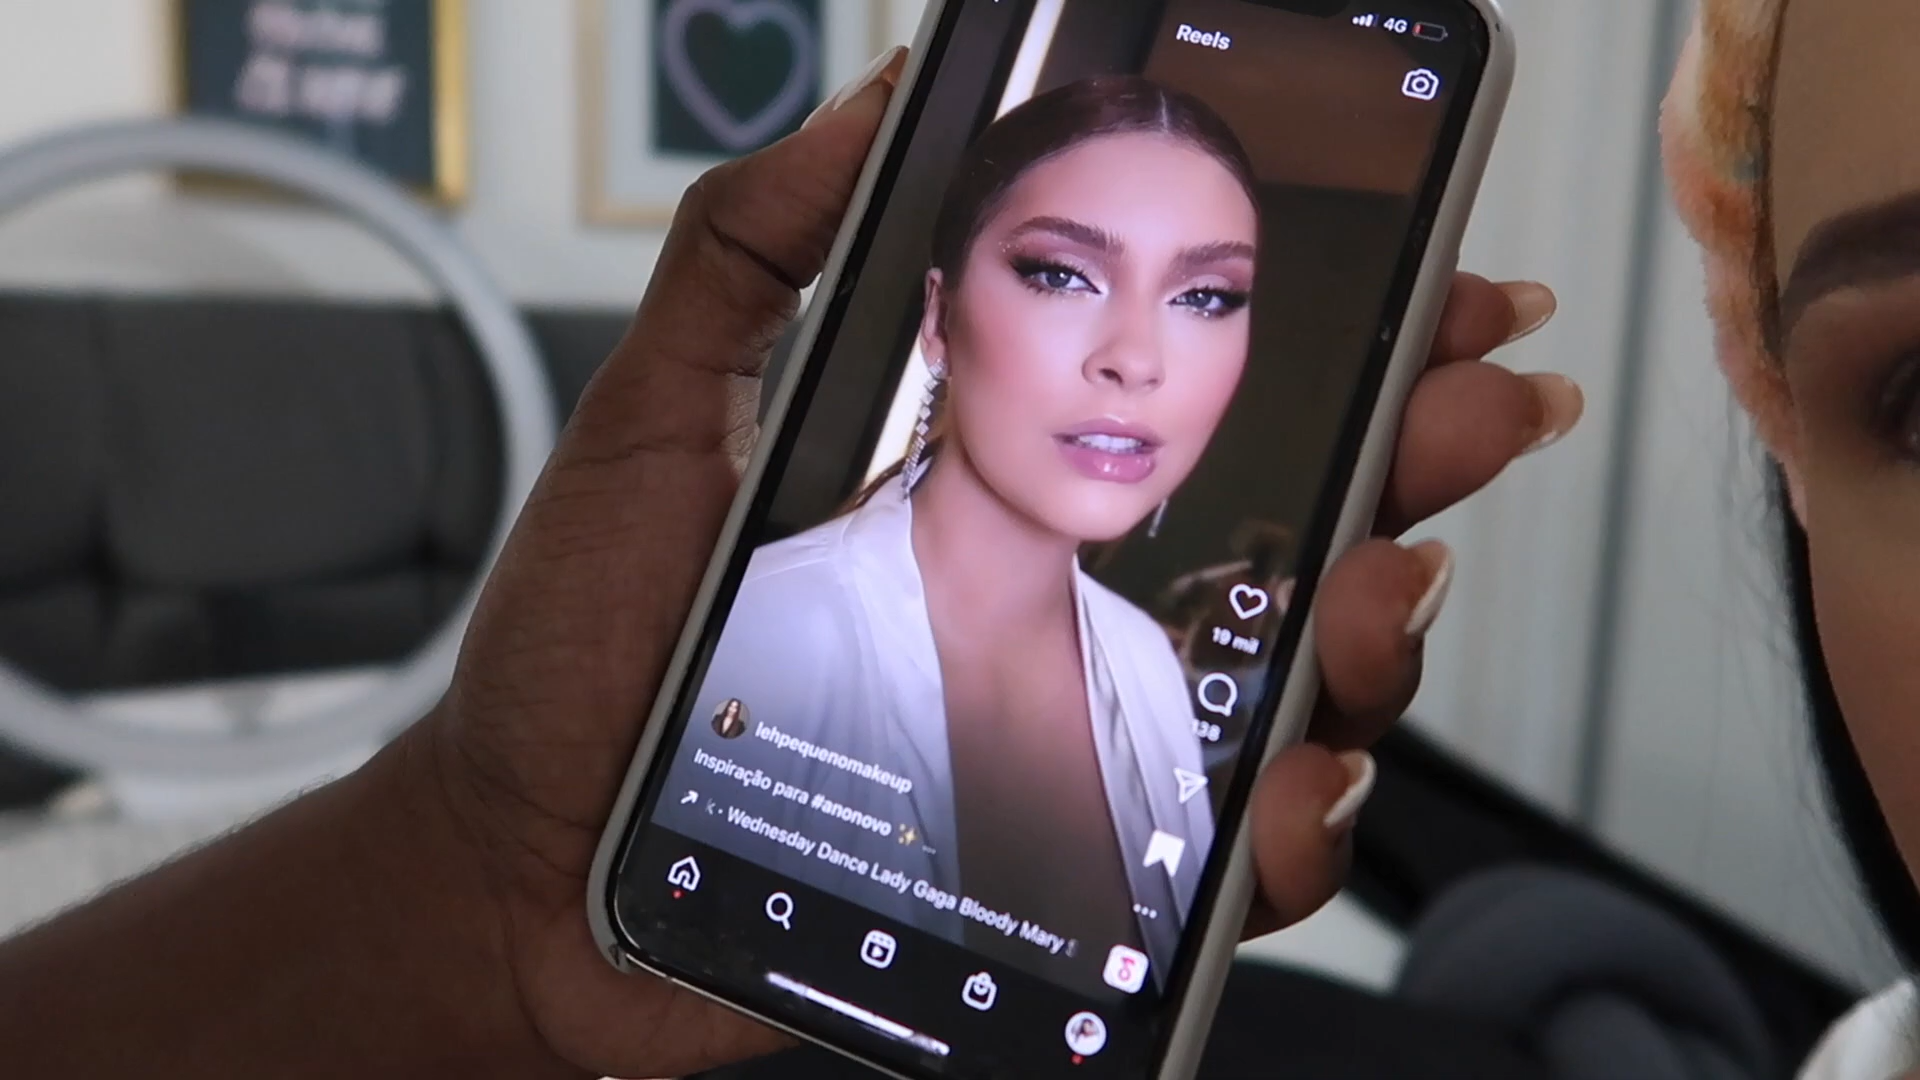 4G
Reels
19 mil
138
lehpequenomakeup
Inspiração para #anonovo ✨ ...
Wednesday Dance Lady Gaga Bloody Mary